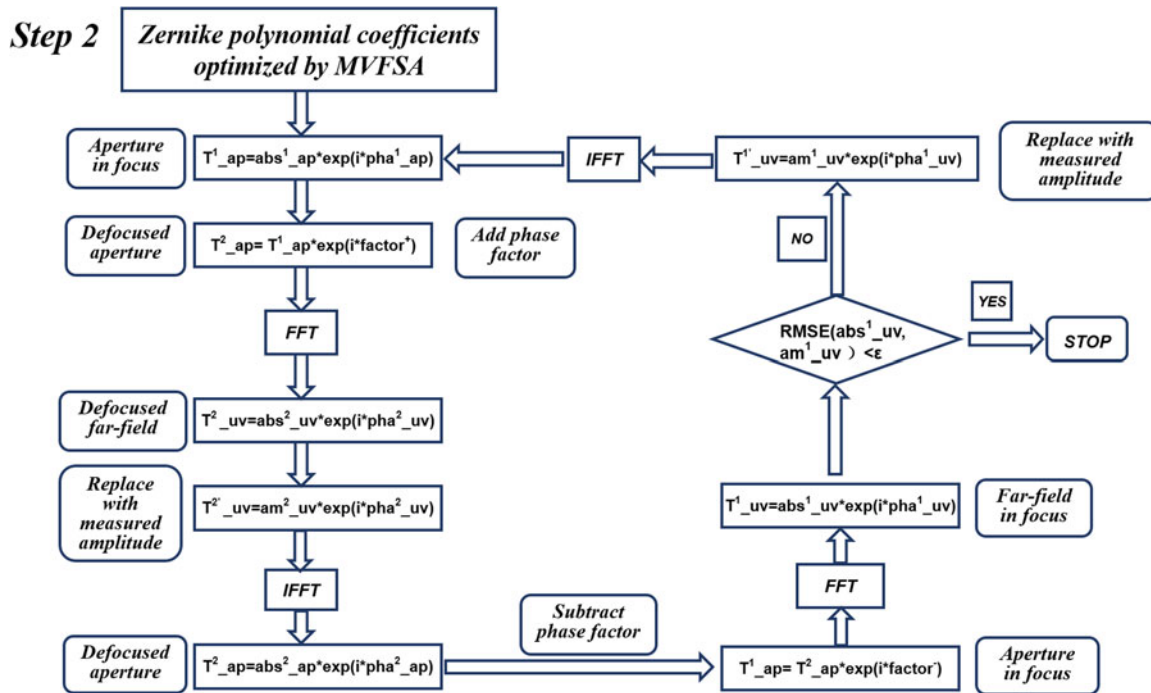 Step 2
Zernike polynomial coefficients
optimized by MVFSA
Aperture
in focus
T¹_ap=abs¹_ap*exp(i*pha¹_ap)
IFFT
T¹'_uv=am¹_uv*exp(i*pha¹_uv)
Replace with
measured
amplitude
Defocused
aperture
T²_ap= T¹_ap*exp(i*factor⁺)
Add phase
factor
NO
FFT
YES
RMSE(abs¹_uv,
am¹_uv ) <ε
STOP
Defocused
far-field
T²_uv=abs²_uv*exp(i*pha²_uv)
Replace
with
measured
amplitude
T²'_uv=am²_uv*exp(i*pha²_uv)
T¹_uv=abs¹_uv*exp(i*pha¹_uv)
Far-field
in focus
IFFT
FFT
Subtract
phase factor
Defocused
aperture
T²_ap=abs²_ap*exp(i*pha²_ap)
T¹_ap= T²_ap*exp(i*factor⁻)
Aperture
in focus